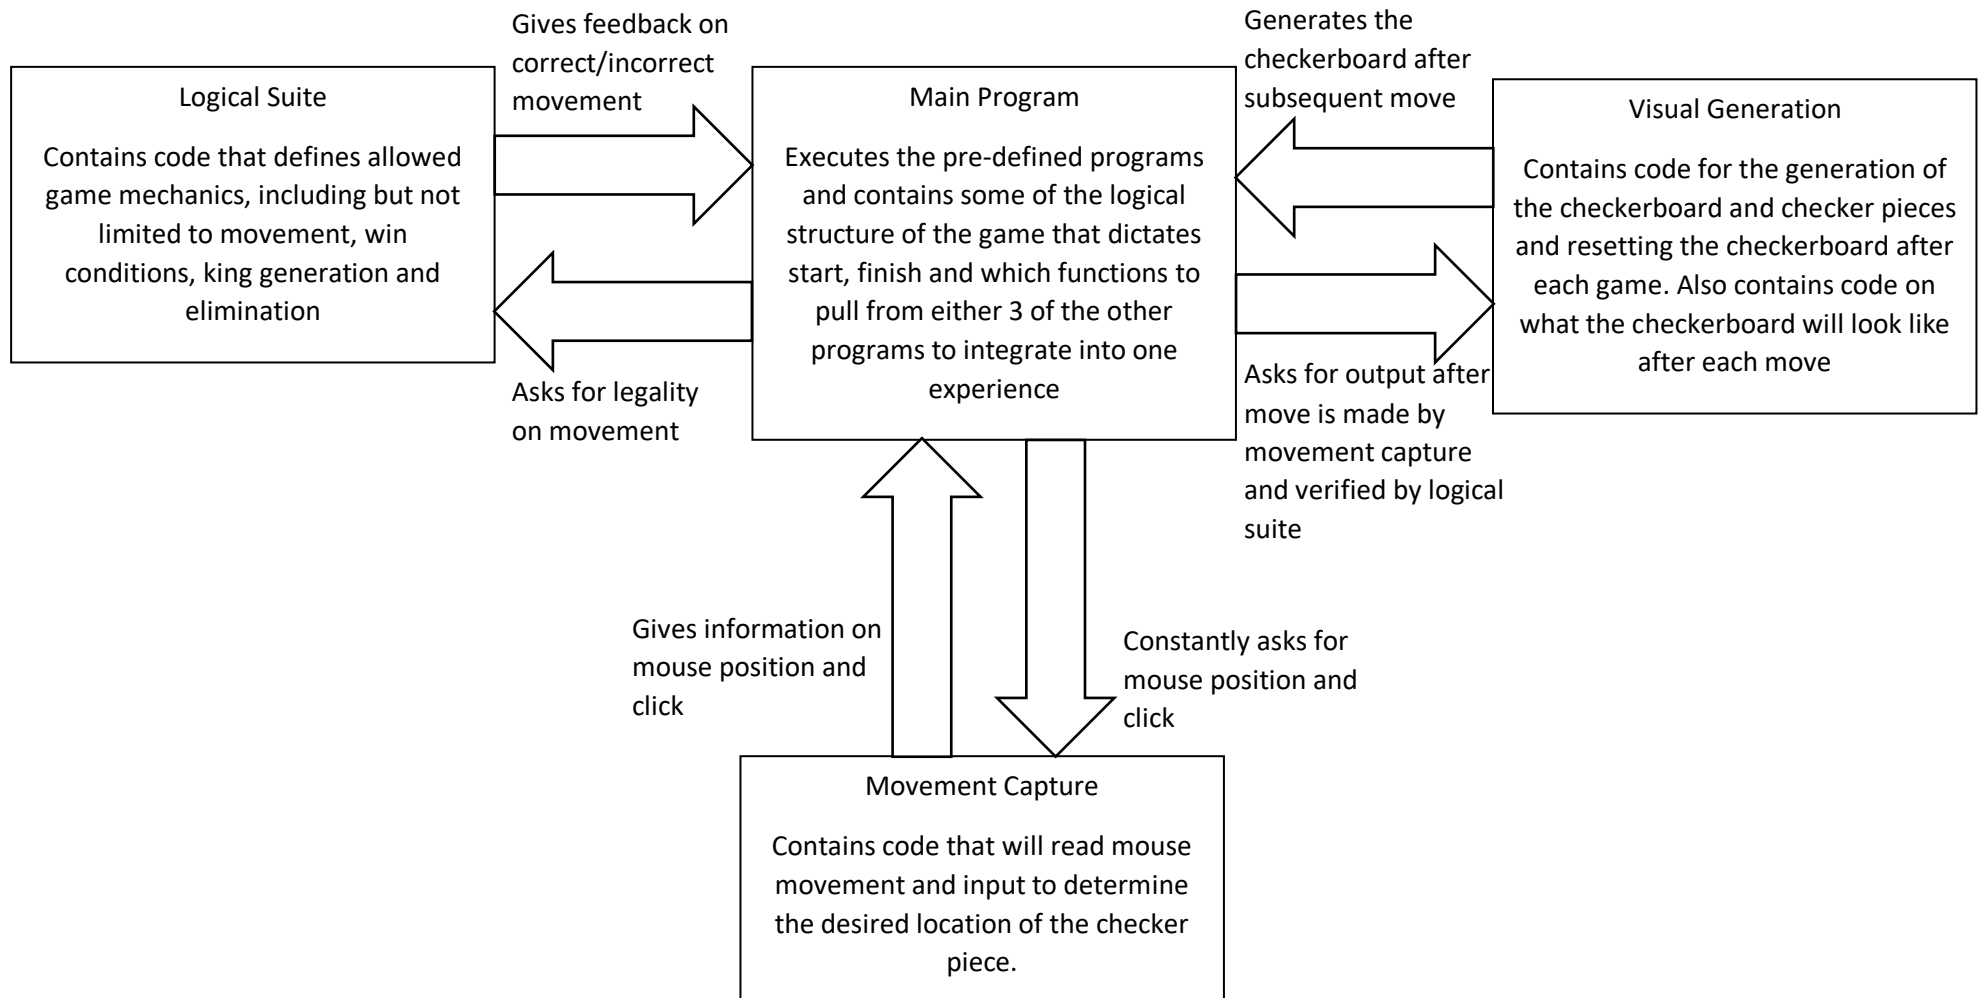 Gives feedback on
correct/incorrect
movement
Generates the
checkerboard after
subsequent move
Logical Suite
Contains code that defines allowed
game mechanics, including but not
limited to movement, win
conditions, king generation and
elimination
Main Program
Executes the pre-defined programs
and contains some of the logical
structure of the game that dictates
start, finish and which functions to
pull from either 3 of the other
programs to integrate into one
experience
Visual Generation
Contains code for the generation of
the checkerboard and checker pieces
and resetting the checkerboard after
each game. Also contains code on
what the checkerboard will look like
after each move
Asks for legality
on movement
Asks for output after
move is made by
movement capture
and verified by logical
suite
Gives information on
mouse position and
click
Constantly asks for
mouse position and
click
Movement Capture
Contains code that will read mouse
movement and input to determine
the desired location of the checker
piece.